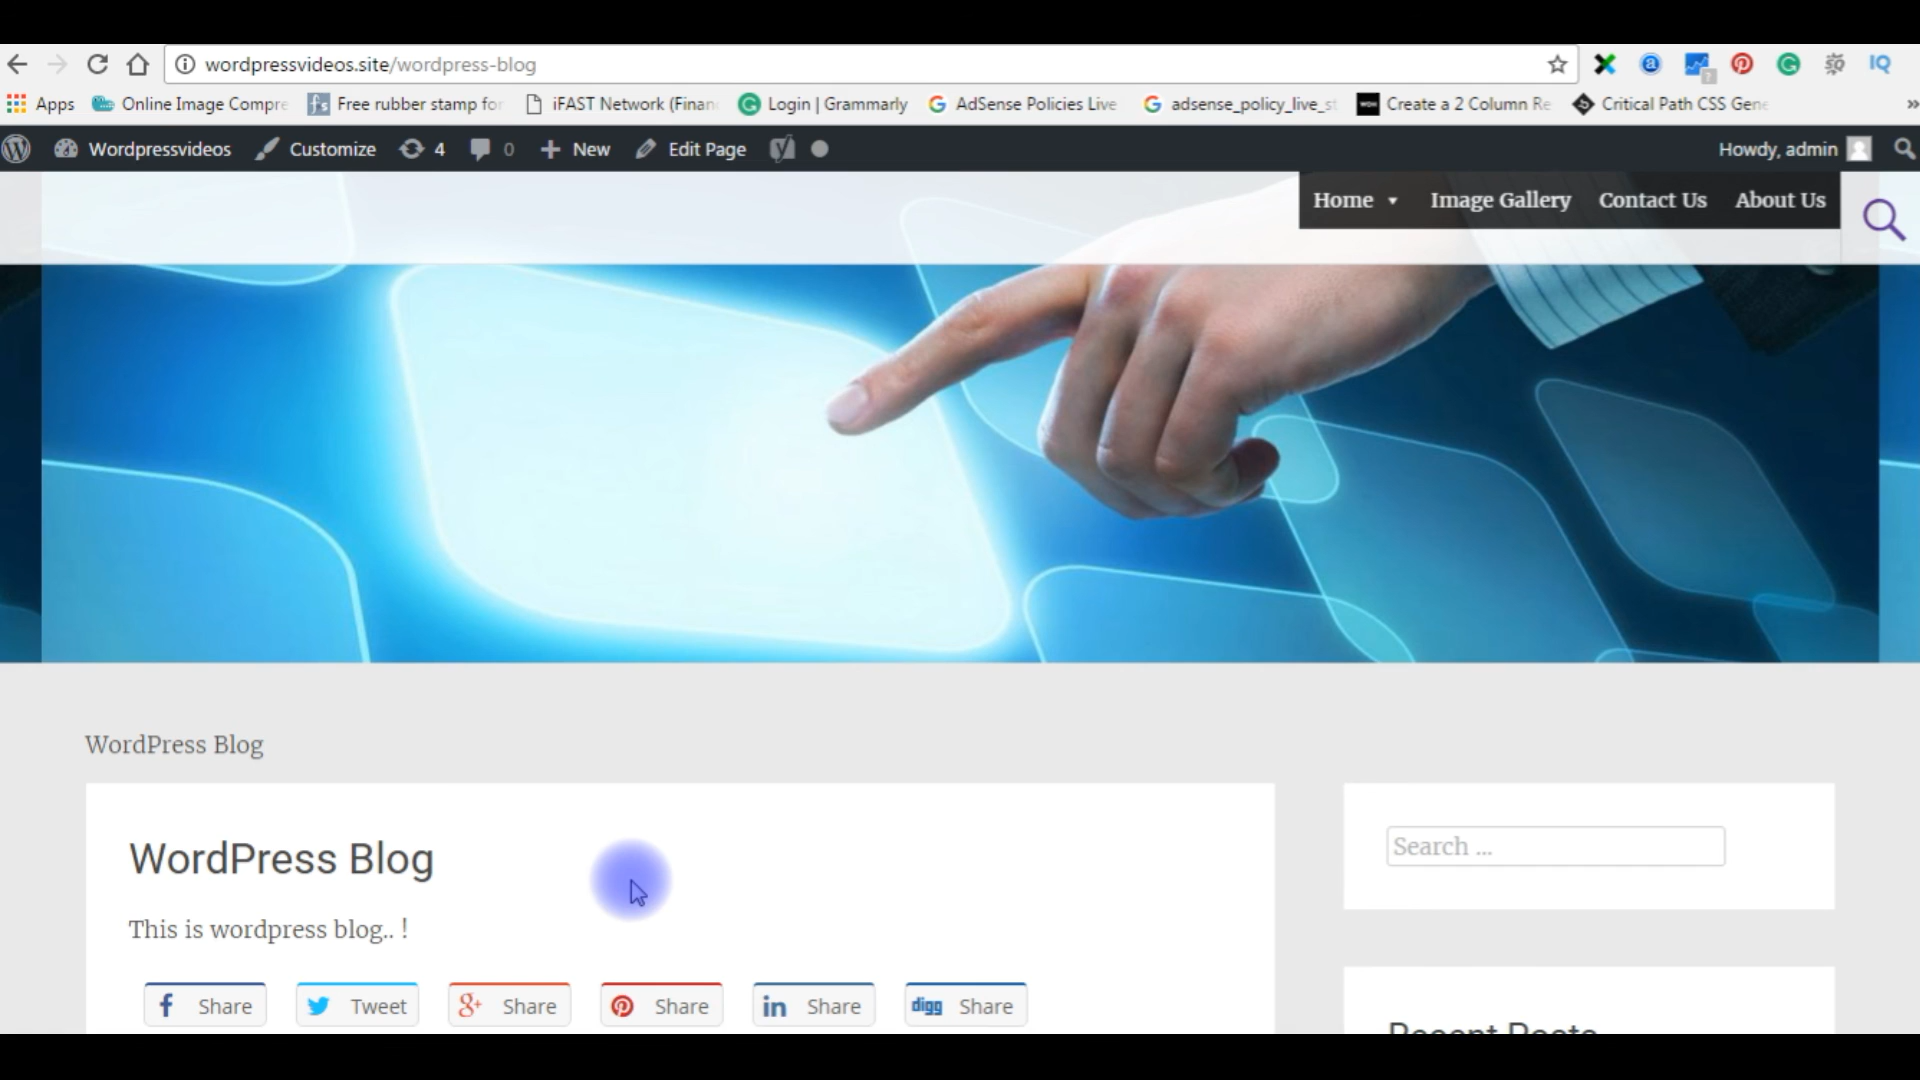 wordpressvideos.site/wordpress-blog
IQ
Apps Online Image Compre Free rubber stamp for iFAST Network (Finan Login | Grammarly AdSense Policies Live adsense_policy_live_st Create a 2 Column Re Critical Path CSS Gene »
Wordpressvideos Customize 4 0 New Edit Page Howdy, admin
Home Image Gallery Contact Us About Us
WordPress Blog
WordPress Blog
Search ...
This is wordpress blog.. !
Share Tweet Share Share Share digg Share
Recent Posts